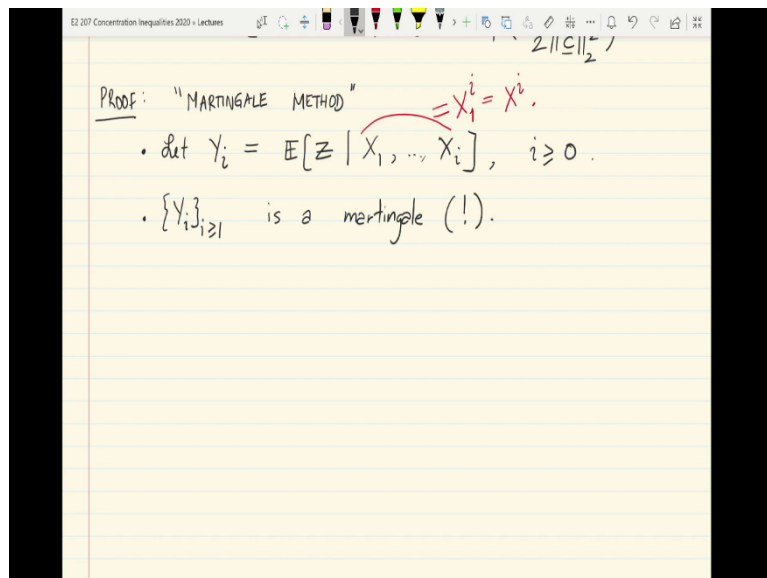 E2 207 Concentration Inequalities 2020 » Lectures
2||c||₂²)
PROOF: "MARTINGALE METHOD"
= X₁ⁱ = Xⁱ.
• Let Yᵢ = E[Z | X₁, ..., Xᵢ], i ≥ 0.
• {Yᵢ}ᵢ≥₁ is a martingale (!).